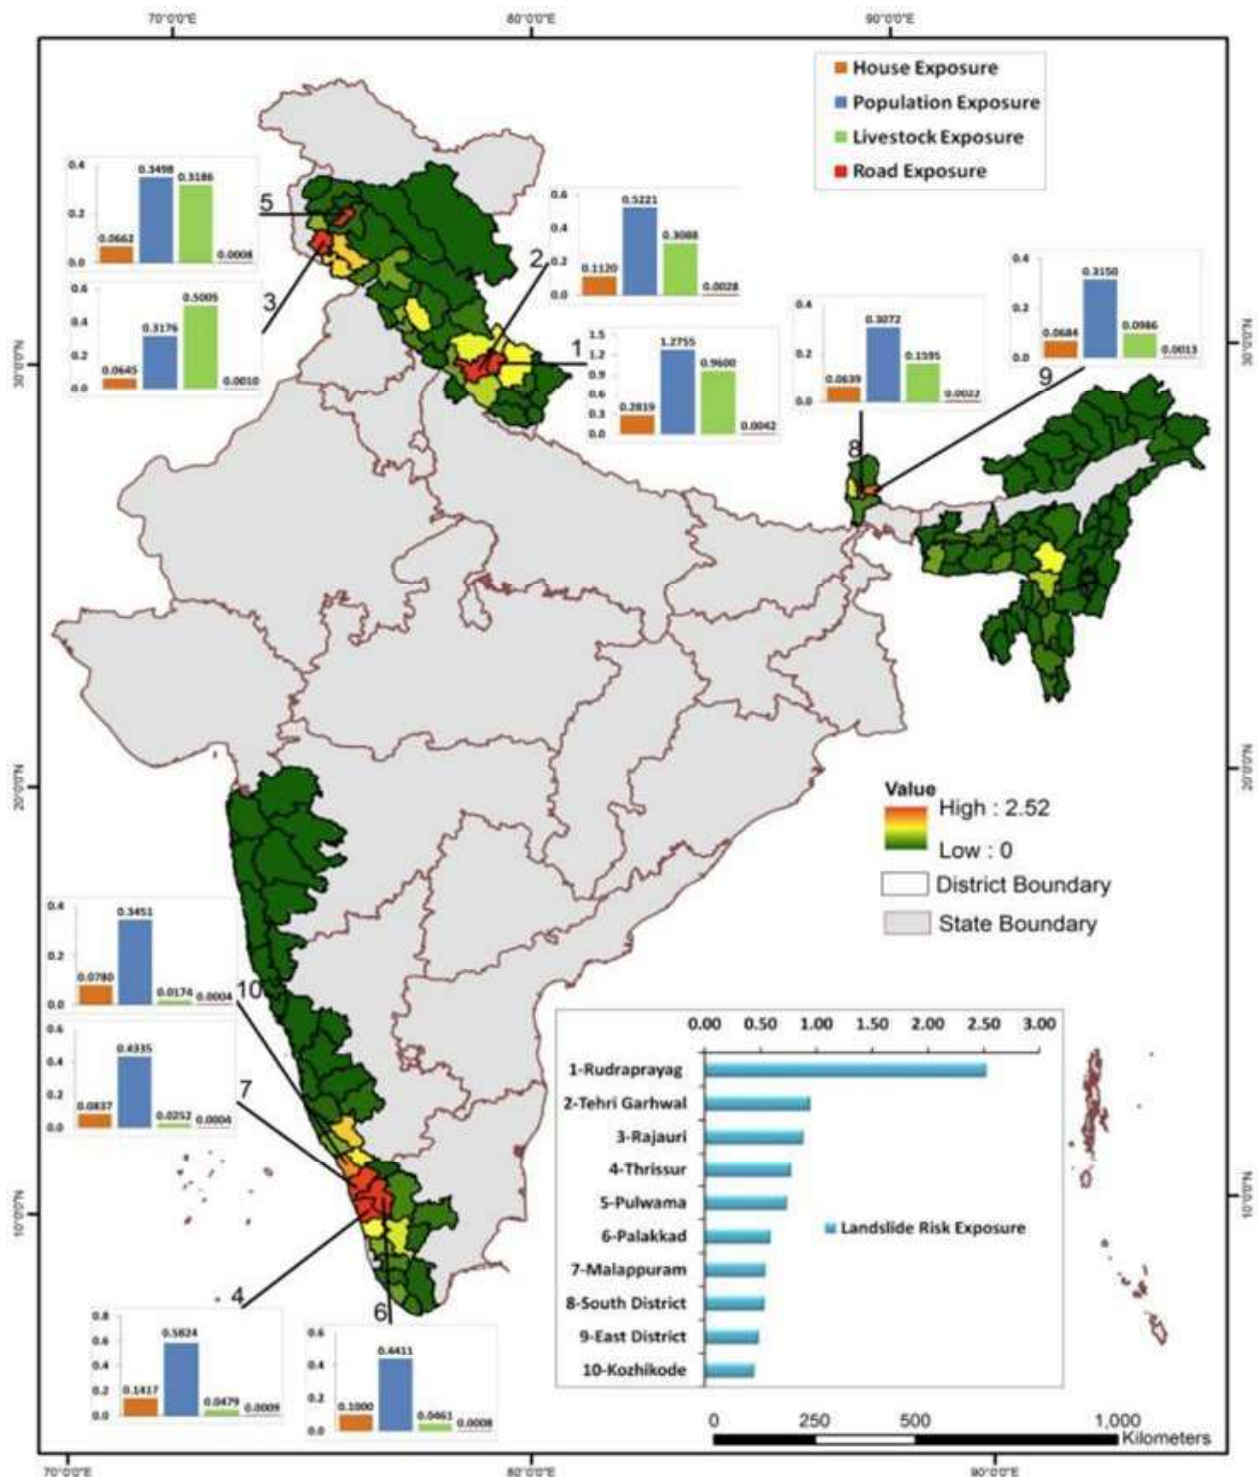 70°0'0"E
80°0'0"E
90°0'0"E
House Exposure
Population Exposure
Livestock Exposure
Road Exposure
0.4
0.2
0.0
0.0662
0.3498
0.3186
0.0008
5
0.6
0.4
0.2
0.0
0.0645
0.3176
0.5005
0.0010
3
0.6
0.4
0.2
0.0
0.1120
0.5221
0.3088
0.0028
2
1.5
1.2
0.9
0.6
0.3
0.0
0.2819
1.2755
0.9600
0.0042
1
0.4
0.2
0.0
0.0639
0.3072
0.1595
0.0022
8
0.4
0.2
0.0
0.0684
0.3150
0.0986
0.0013
9
30°0'0"N
30°0'0"N
20°0'0"N
20°0'0"N
Value
High : 2.52
Low : 0
District Boundary
State Boundary
0.4
0.2
0.0
0.0780
0.3451
0.0174
0.0004
10
0.6
0.4
0.2
0.0
0.0837
0.4335
0.0252
0.0004
7
10°0'0"N
10°0'0"N
4
0.8
0.6
0.4
0.2
0.0
0.1417
0.5824
0.0479
0.0009
6
0.6
0.4
0.2
0.0
0.1000
0.4411
0.0461
0.0008
0.00 0.50 1.00 1.50 2.00 2.50 3.00
1-Rudraprayag
2-Tehri Garhwal
3-Rajauri
4-Thrissur
5-Pulwama
6-Palakkad
7-Malappuram
8-South District
9-East District
10-Kozhikode
Landslide Risk Exposure
0 250 500 1,000
Kilometers
70°0'0"E
80°0'0"E
90°0'0"E